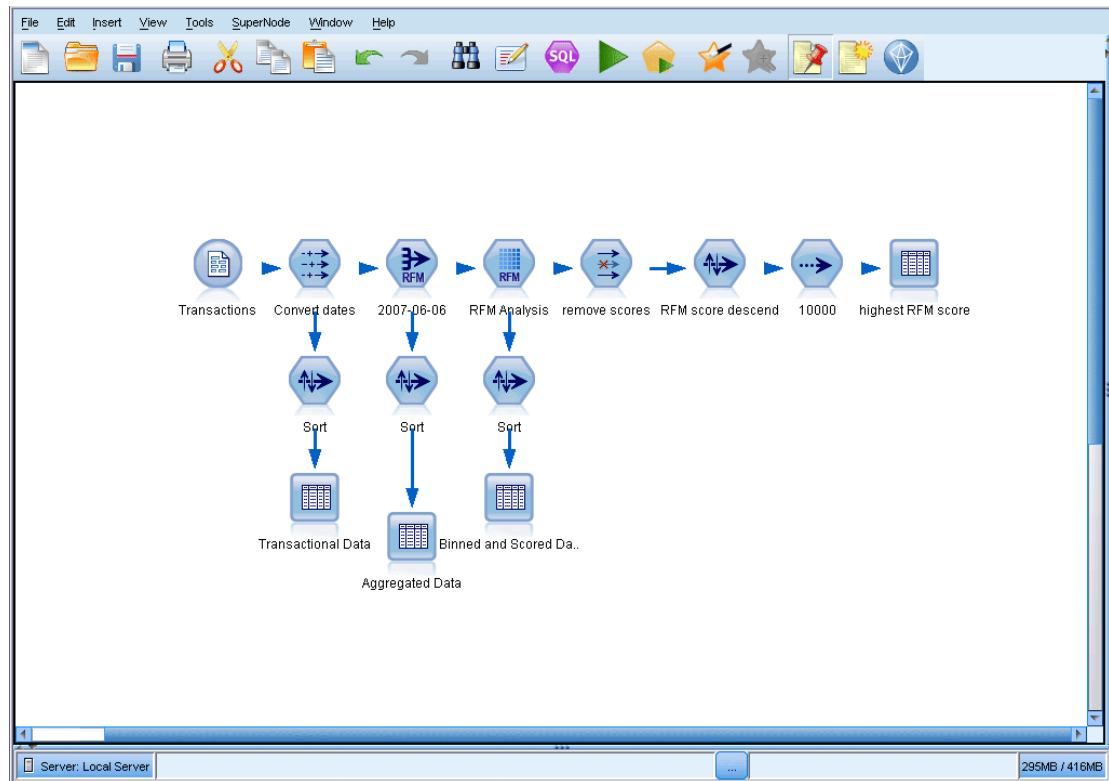 File Edit Insert View Tools SuperNode Window Help
SQL
RFM
RFM
Transactions Convert dates 2007-06-06 RFM Analysis remove scores RFM score descend 10000 highest RFM score
Sort Sort Sort
Transactional Data Binned and Scored Da..
Aggregated Data
Server: Local Server ... 295MB / 416MB